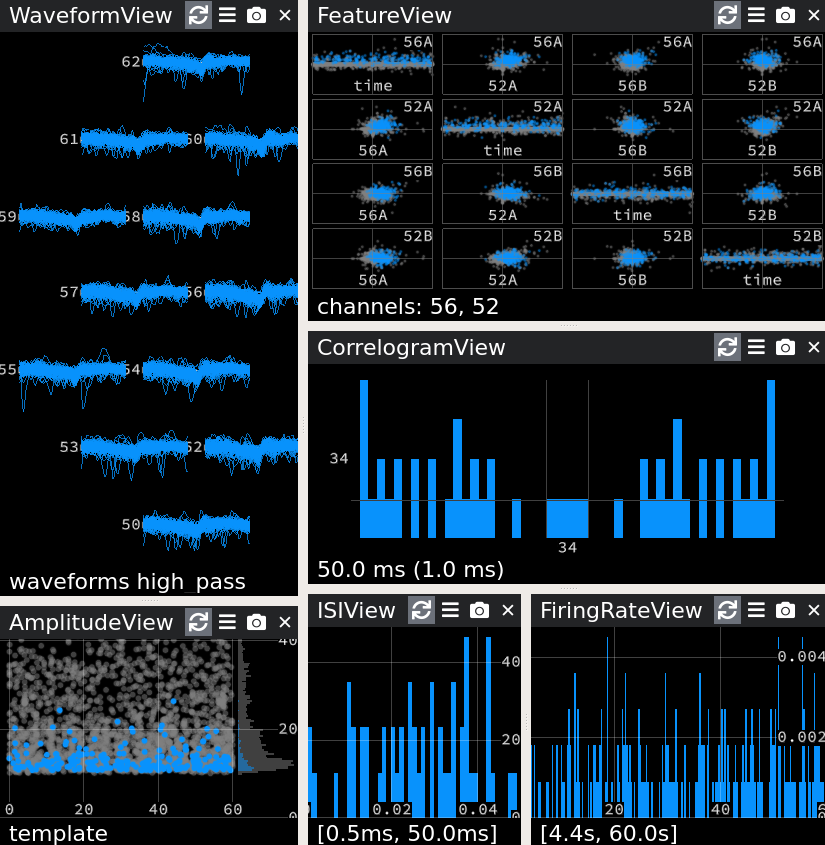 WaveformView
62
61 60
59 58
57 56
55 54
53 52
50
waveforms high_pass
FeatureView
56A 56A 56A 56A
time 52A 56B 52B
52A 52A 52A 52A
56A time 56B 52B
56B 56B 56B 56B
56A 52A time 52B
52B 52B 52B 52B
56A 52A 56B time
channels: 56, 52
CorrelogramView
34
34
50.0 ms (1.0 ms)
AmplitudeView
40
20
0 20 40 60 0
template
ISIView
40
20
0.02 0.04 0
[0.5ms, 50.0ms]
FiringRateView
0.004
0.002
20 40
[4.4s, 60.0s]